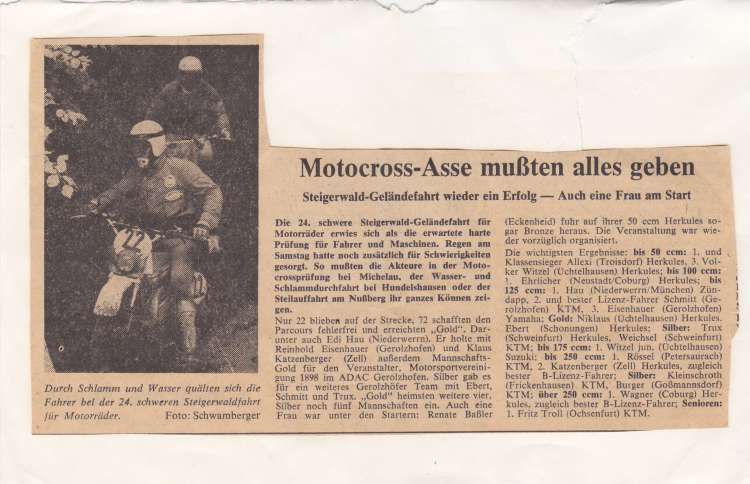 Motocross-Asse mußten alles geben
Steigerwald-Geländefahrt wieder ein Erfolg — Auch eine Frau am Start
Die 24. schwere Steigerwald-Geländefahrt für
Motorräder erwies sich als die erwartete harte
Prüfung für Fahrer und Maschinen. Regen am
Samstag hatte noch zusätzlich für Schwierigkeiten
gesorgt. So mußten die Akteure in der Moto-
crossprüfung bei Michelau, der Wasser- und
Schlammdurchfahrt bei Hundelshausen oder der
Steilauffahrt am Nußberg ihr ganzes Können zei-
gen.
Nur 22 blieben auf der Strecke, 72 schafften den
Parcours fehlerfrei und erreichten „Gold". Dar-
unter auch Edi Hau (Niederwerrn). Er holte mit
Reinhold Eisenhauer (Gerolzhofen) und Klaus
Katzenberger (Zell) außerdem Mannschafts-
Gold für den Veranstalter, Motorsportvereini-
gung 1898 im ADAC Gerolzhofen. Silber gab es
für ein weiteres Gerolzhöfer Team mit Ebert,
Schmitt und Trux. „Gold" heimsten weitere vier,
Silber noch fünf Mannschaften ein. Auch eine
Frau war unter den Startern: Renate Baßler
(Eckenheid) fuhr auf ihrer 50 ccm Herkules so-
gar Bronze heraus. Die Veranstaltung war wie-
der vorzüglich organisiert.
Die wichtigsten Ergebnisse: bis 50 ccm: 1. und
Klassensieger Allexi (Troisdorf) Herkules, 3. Vol-
ker Witzel (Üchtelhausen) Herkules; bis 100 ccm:
1. Ehrlicher (Neustadt/Coburg) Herkules; bis
125 ccm: 1. Hau (Niederwerrn/München) Zün-
dapp, 2. und bester Lizenz-Fahrer Schmitt (Ge-
rolzhofen) KTM, 3. Eisenhauer (Gerolzhofen)
Yamaha; Gold: Niklaus (Üchtelhausen) Herkules.
Ebert (Schonungen) Herkules; Silber: Trux
(Schweinfurt) Herkules, Weichsel (Schweinfurt)
KTM; bis 175 ccm: 1. Witzel jun. (Üchtelhausen)
Suzuki; bis 250 ccm: 1. Rössel (Petersaurach)
KTM, 2. Katzenberger (Zell) Herkules, zugleich
bester B-Lizenz-Fahrer; Silber: Kleinschroth
(Frickenhausen) KTM, Burger (Goßmannsdorf)
KTM; über 250 ccm: 1. Wagner (Coburg) Her-
kules, zugleich bester B-Lizenz-Fahrer; Senioren:
1. Fritz Troll (Ochsenfurt) KTM.
22
Durch Schlamm und Wasser quälten sich die
Fahrer bei der 24. schweren Steigerwaldfahrt
für Motorräder. Foto: Schwamberger